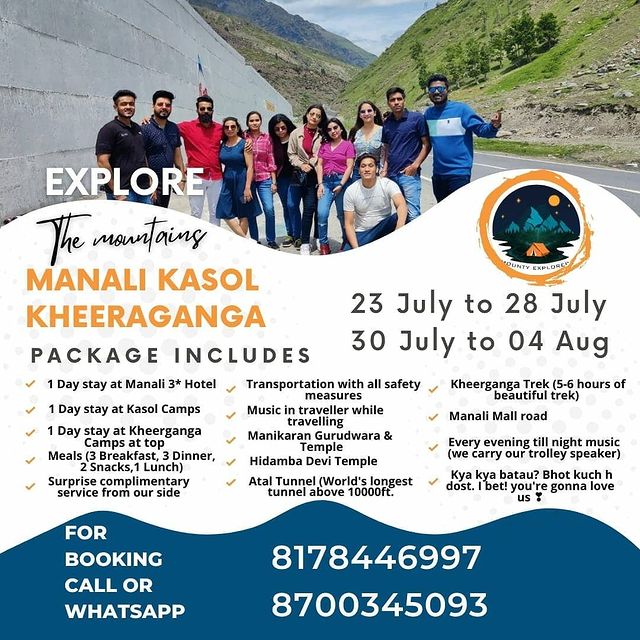 EXPLORE
The mountains
MANALI KASOL
KHEERAGANGA
PACKAGE INCLUDES
OUNTY EXPLORER
23 July to 28 July
30 July to 04 Aug
1 Day stay at Manali 3* Hotel
1 Day stay at Kasol Camps
1 Day stay at Kheerganga
Camps at top
Meals (3 Breakfast, 3 Dinner,
2 Snacks,1 Lunch)
Surprise complimentary
service from our side
Transportation with all safety
measures
Music in traveller while
travelling
Manikaran Gurudwara &
Temple
Hidamba Devi Temple
Atal Tunnel (World's longest
tunnel above 10000ft.
Kheerganga Trek (5-6 hours of
beautiful trek)
Manali Mall road
Every evening till night music
(we carry our trolley speaker)
Kya kya batau? Bhot kuch h
dost. I bet! you're gonna love
us ❣
FOR
BOOKING
CALL OR
WHATSAPP
8178446997
8700345093